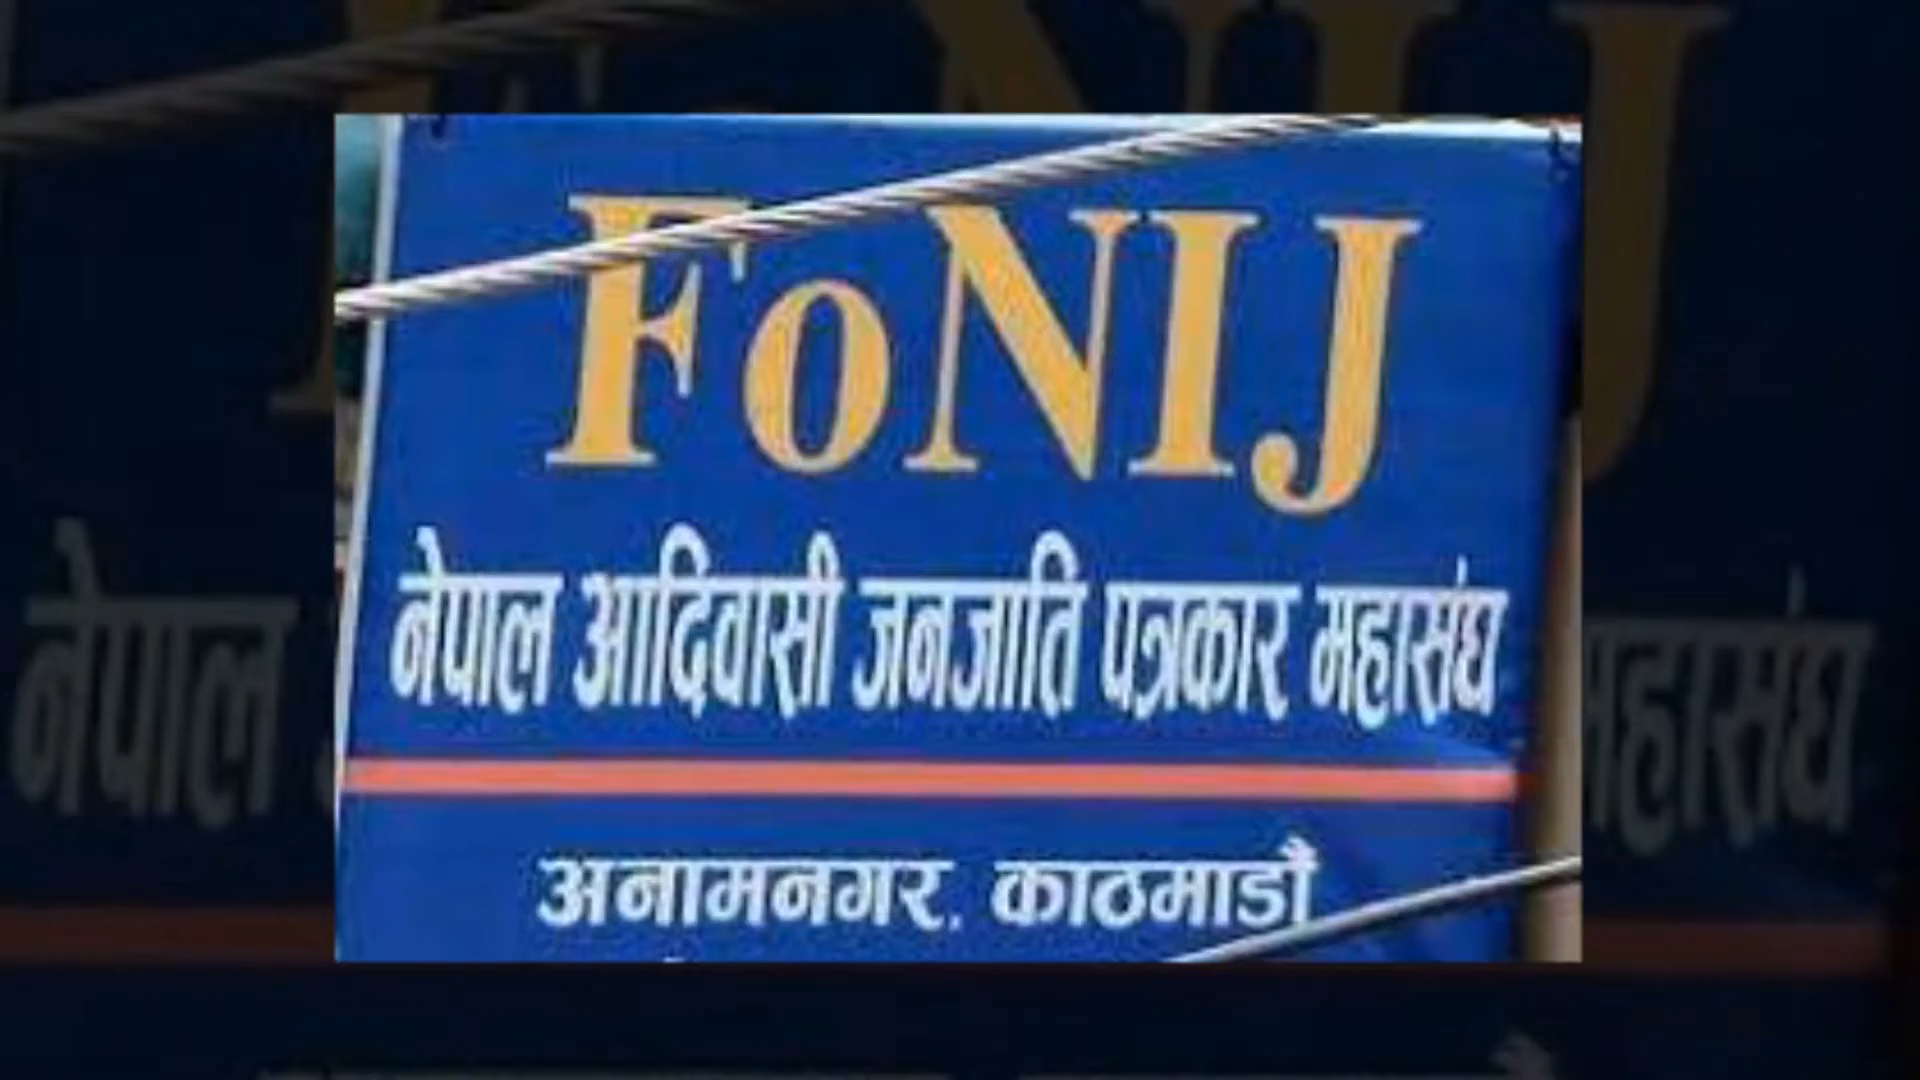 FoNIJ
नेपाल आदिवासी जनजाति पत्रकार महासंघ
अनामनगर, काठमाडौं